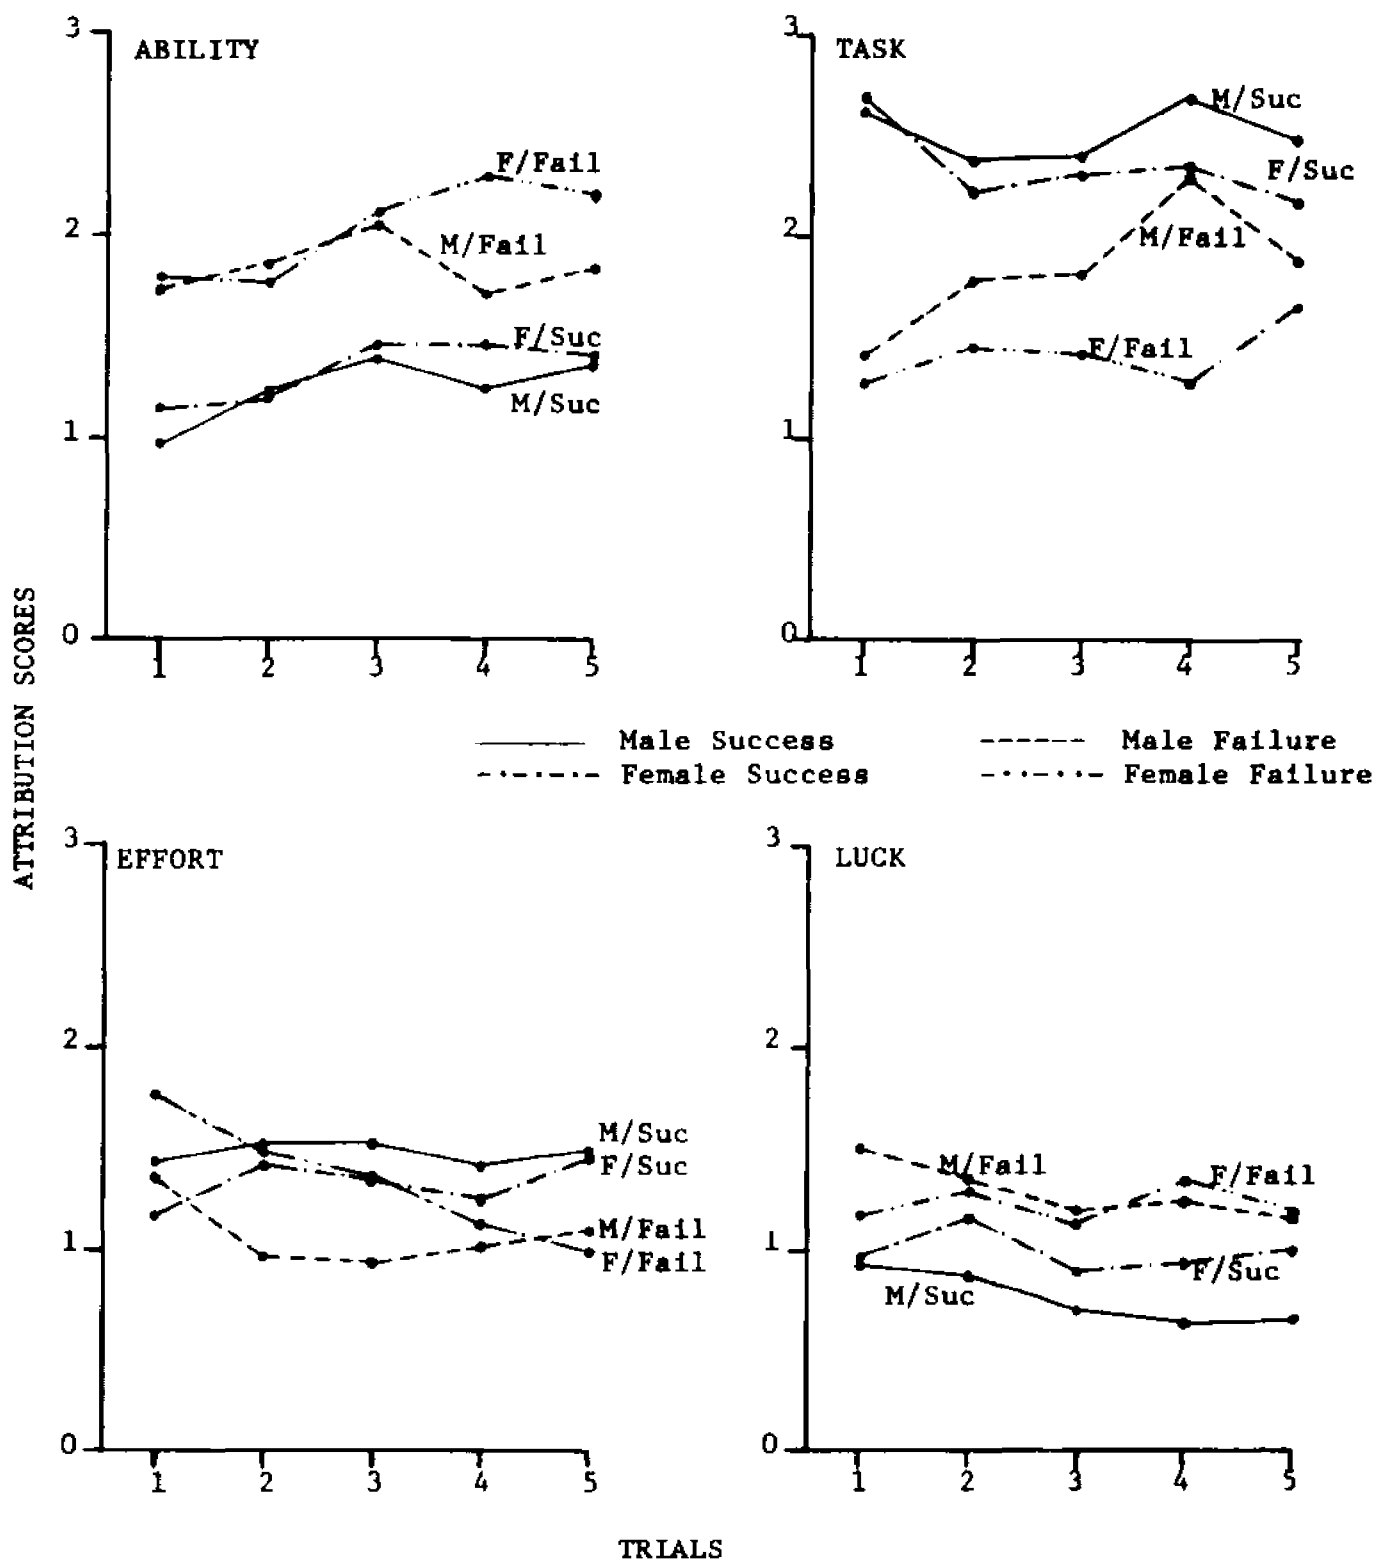 ABILITY
3
2
1
0
F/Fail
M/Fail
F/Suc
M/Suc
1 2 3 4 5
TASK
3
2
1
0
M/Suc
F/Suc
M/Fail
F/Fail
1 2 3 4 5
ATTRIBUTION SCORES
Male Success
Male Failure
Female Success
Female Failure
EFFORT
3
2
1
0
M/Suc
F/Suc
M/Fail
F/Fail
1 2 3 4 5
LUCK
3
2
1
0
M/Fail
F/Fail
F/Suc
M/Suc
1 2 3 4 5
TRIALS